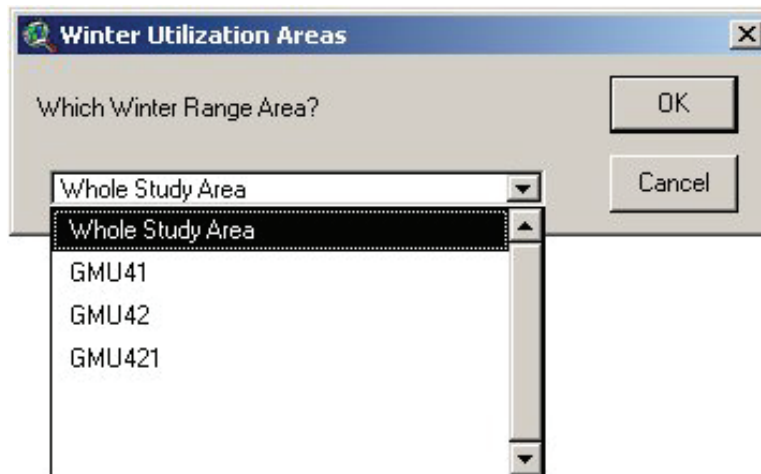 Winter Utilization Areas
Which Winter Range Area?
OK
Cancel
Whole Study Area
Whole Study Area
GMU41
GMU42
GMU421